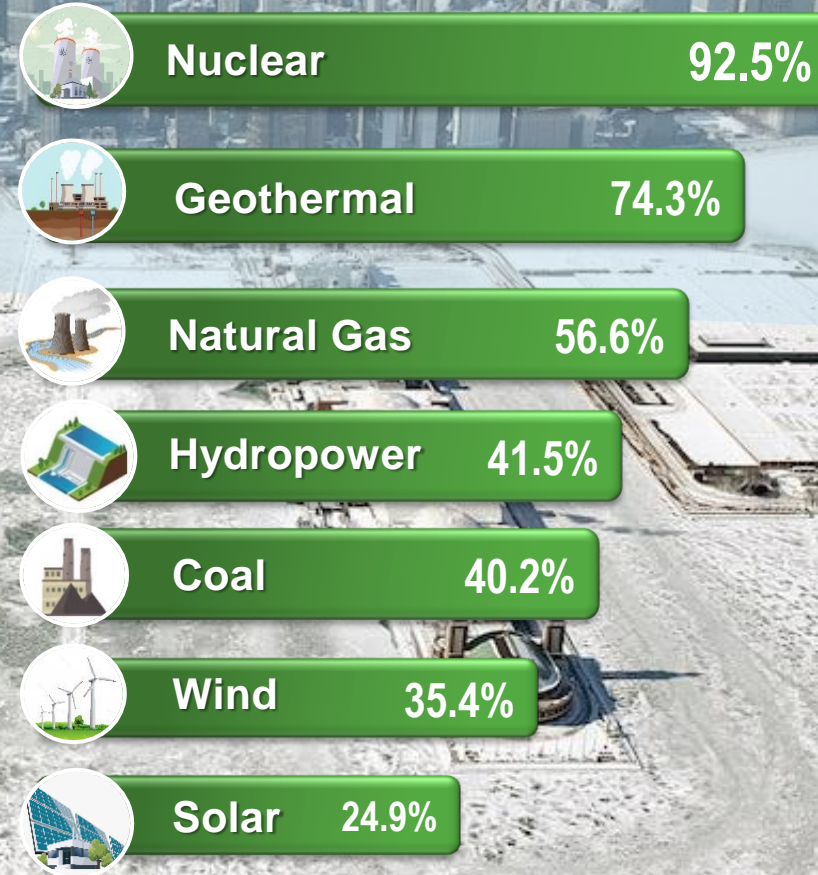 Nuclear 92.5%
Geothermal 74.3%
Natural Gas 56.6%
Hydropower 41.5%
Coal 40.2%
Wind 35.4%
Solar 24.9%